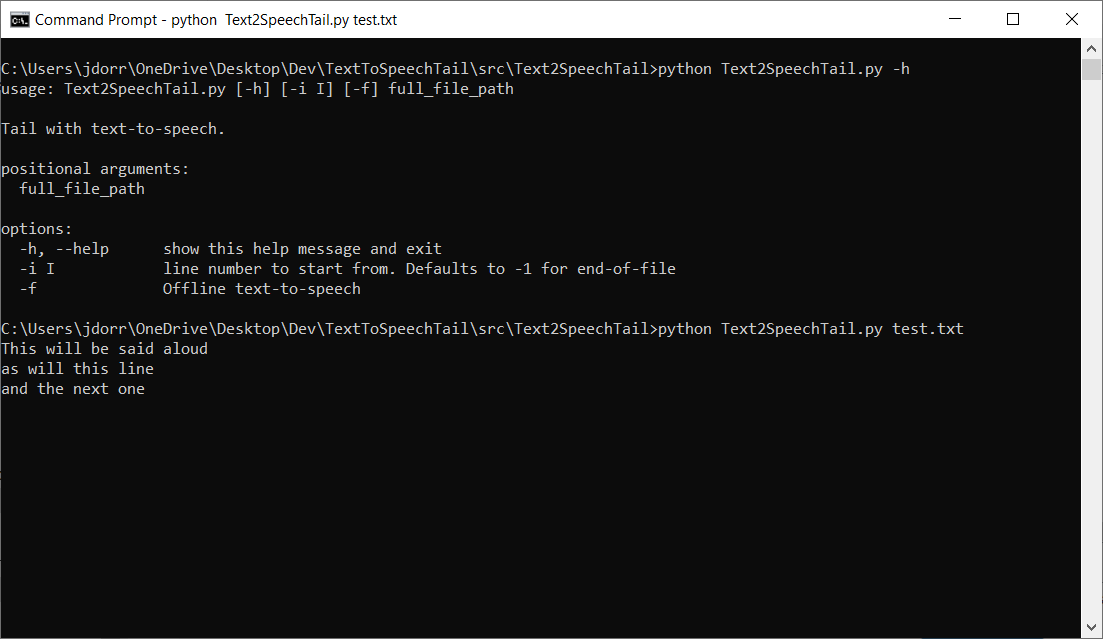 Command Prompt - python  Text2SpeechTail.py test.txt
C:\Users\jdorr\OneDrive\Desktop\Dev\TextToSpeechTail\src\Text2SpeechTail>python Text2SpeechTail.py -h
usage: Text2SpeechTail.py [-h] [-i I] [-f] full_file_path
Tail with text-to-speech.
positional arguments:
  full_file_path
options:
  -h, --help      show this help message and exit
  -i I            line number to start from. Defaults to -1 for end-of-file
  -f              Offline text-to-speech
C:\Users\jdorr\OneDrive\Desktop\Dev\TextToSpeechTail\src\Text2SpeechTail>python Text2SpeechTail.py test.txt
This will be said aloud
as will this line
and the next one